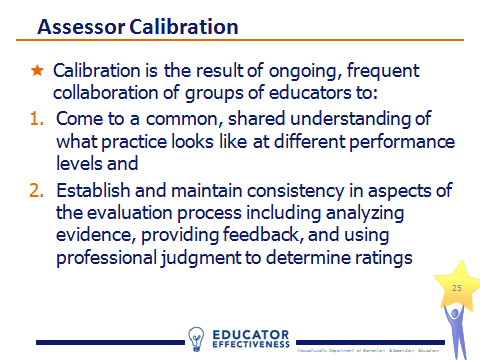 Assessor Calibration
Calibration is the result of ongoing, frequent
collaboration of groups of educators to:
1. Come to a common, shared understanding of
what practice looks like at different performance
levels and
2. Establish and maintain consistency in aspects of
the evaluation process including analyzing
evidence, providing feedback, and using
professional judgment to determine ratings
25
EDUCATOR
EFFECTIVENESS
Massachusetts Department of Elementary & Secondary Education